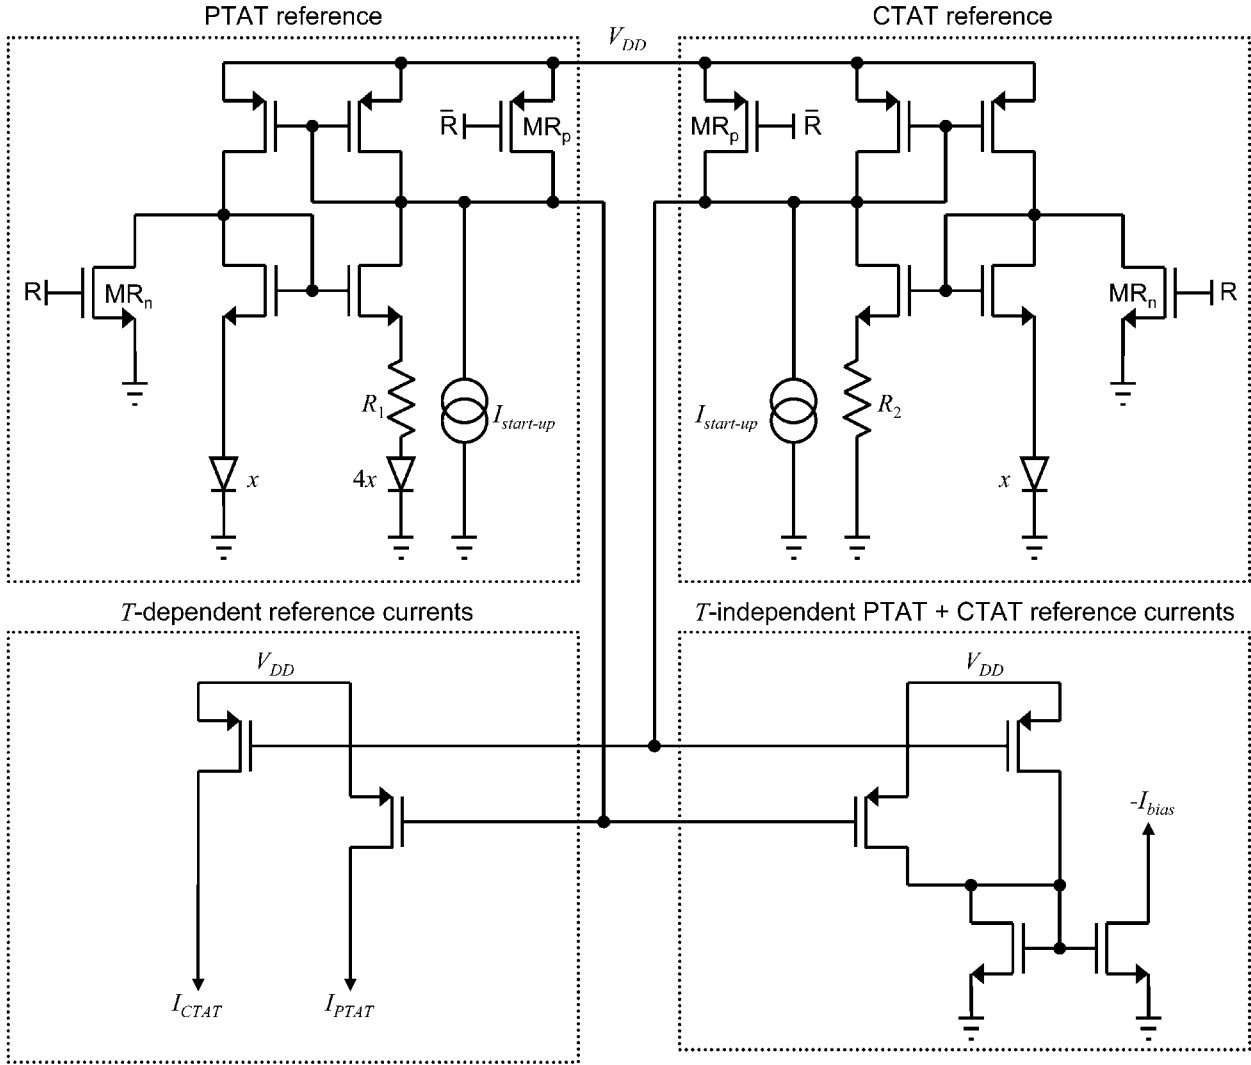 PTAT reference
CTAT reference
V_DD
R̅
MR_p
MR_p
R̅
R
MR_n
MR_n
R
R_1
I_start-up
I_start-up
R_2
x
4x
x
T-dependent reference currents
T-independent PTAT + CTAT reference currents
V_DD
V_DD
-I_bias
I_CTAT
I_PTAT